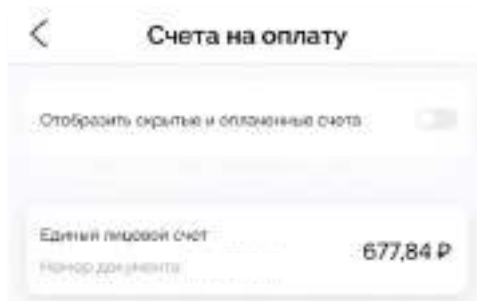 Счета на оплату
Отобразить скрытые и оплаченные счета
Единый лицевой счет
677,84 ₽
Номер документа